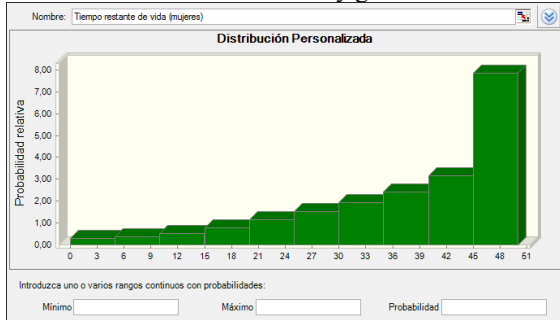 Nombre: Tiempo restante de vida (mujeres)
Distribución Personalizada
Probabilidad relativa
8,00
7,00
6,00
5,00
4,00
3,00
2,00
1,00
0,00
0 3 6 9 12 15 18 21 24 27 30 33 36 39 42 45 48 51
Introduzca uno o varios rangos continuos con probabilidades:
Mínimo Máximo Probabilidad